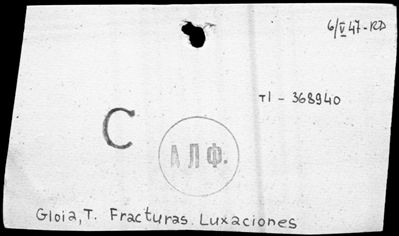 6/V 47-RD
TI - 368940
C
АЛФ.
Gloia, T. Fracturas. Luxaciones